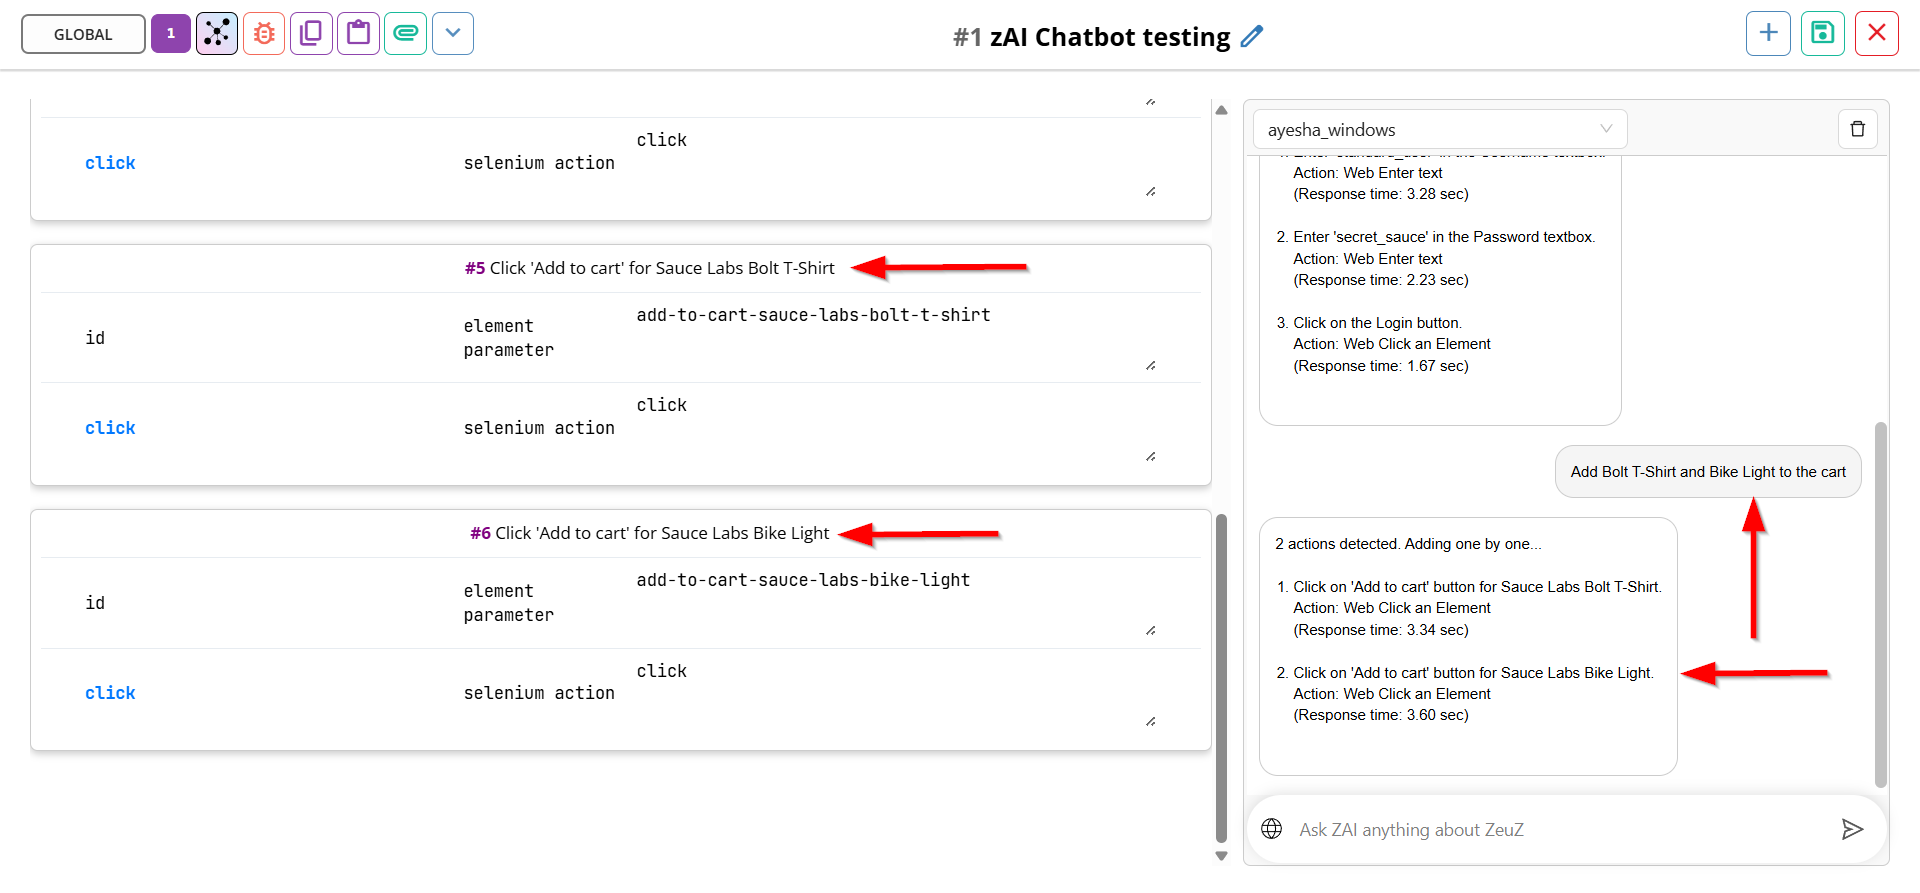 GLOBAL
1
#1 zAI Chatbot testing
click
selenium action
click
#5 Click 'Add to cart' for Sauce Labs Bolt T-Shirt
id
element
parameter
add-to-cart-sauce-labs-bolt-t-shirt
click
selenium action
click
#6 Click 'Add to cart' for Sauce Labs Bike Light
id
element
parameter
add-to-cart-sauce-labs-bike-light
click
selenium action
click
ayesha_windows
1. Enter 'standard_user' in the Username textbox.
Action: Web Enter text
(Response time: 3.28 sec)
2. Enter 'secret_sauce' in the Password textbox.
Action: Web Enter text
(Response time: 2.23 sec)
3. Click on the Login button.
Action: Web Click an Element
(Response time: 1.67 sec)
Add Bolt T-Shirt and Bike Light to the cart
2 actions detected. Adding one by one...
1. Click on 'Add to cart' button for Sauce Labs Bolt T-Shirt.
Action: Web Click an Element
(Response time: 3.34 sec)
2. Click on 'Add to cart' button for Sauce Labs Bike Light.
Action: Web Click an Element
(Response time: 3.60 sec)
Ask ZAI anything about ZeuZ